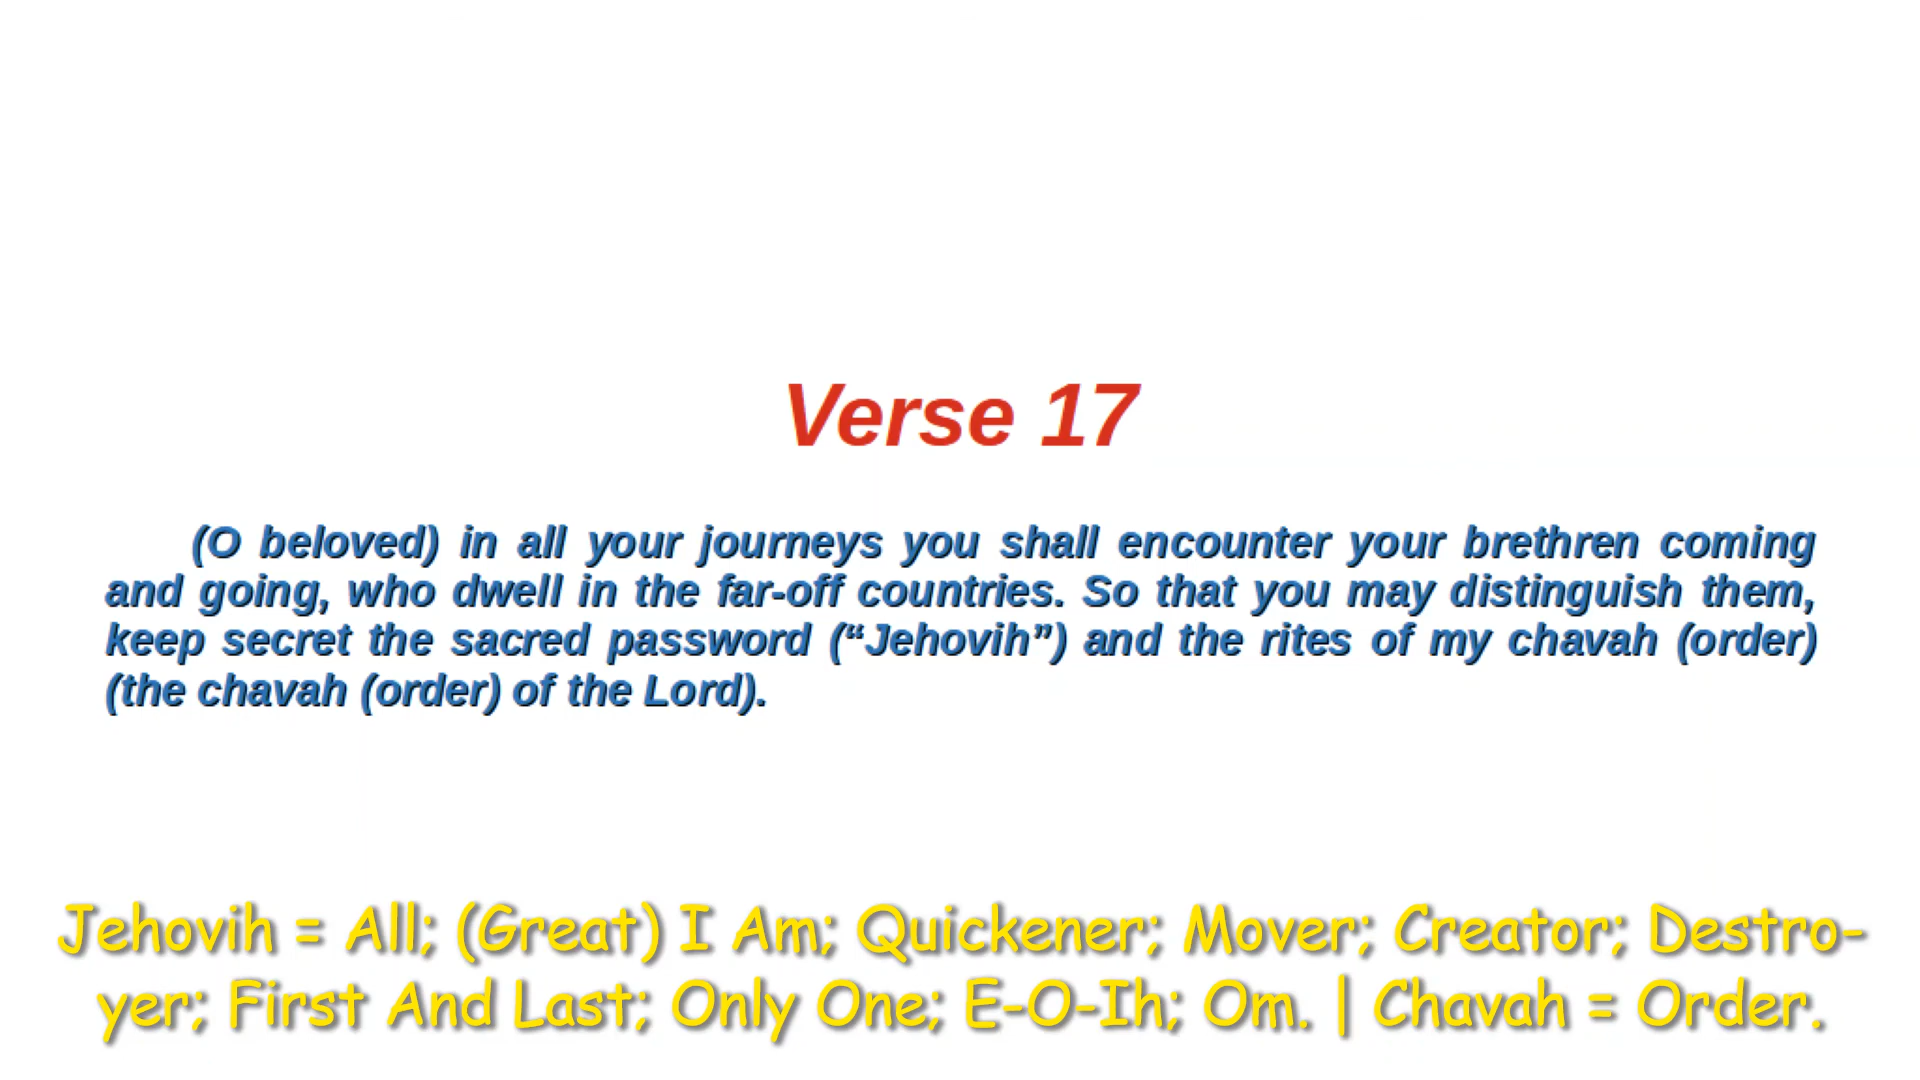 Verse 17
(O beloved) in all your journeys you shall encounter your brethren coming
and going, who dwell in the far-off countries. So that you may distinguish them,
keep secret the sacred password (“Jehovih”) and the rites of my chavah (order)
(the chavah (order) of the Lord).
Jehovih = All; (Great) I Am; Quickener; Mover; Creator; Destro-
yer; First And Last; Only One; E-O-Ih; Om. | Chavah = Order.